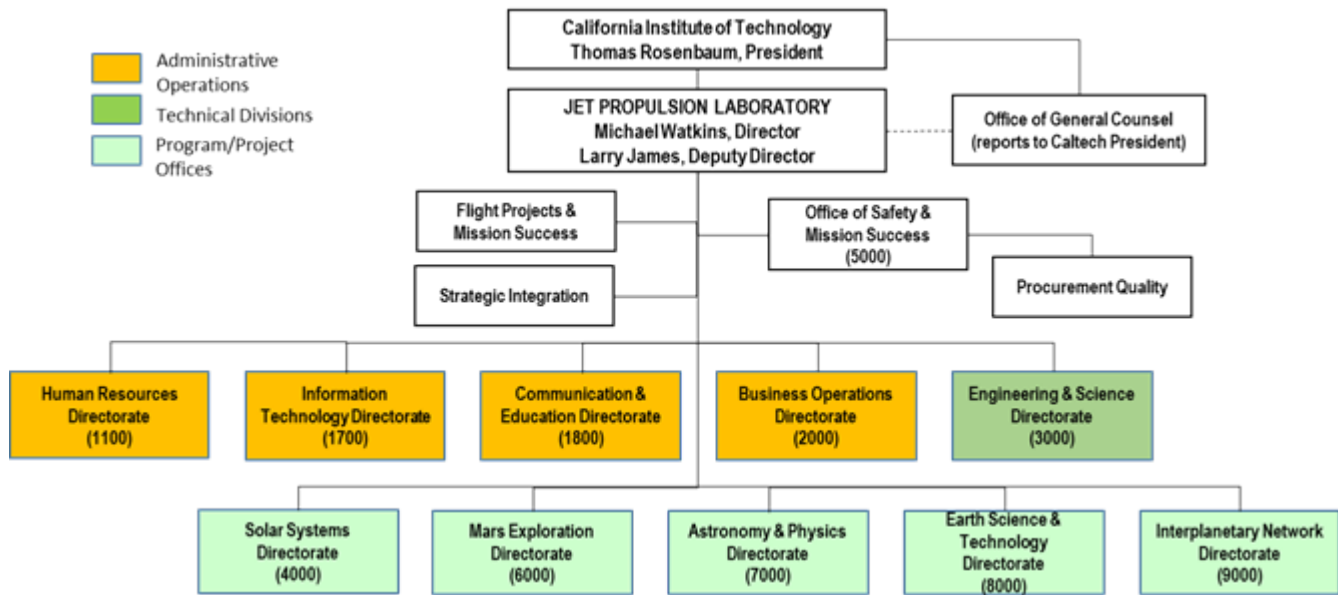 California Institute of Technology
Thomas Rosenbaum, President
Administrative
Operations
Technical Divisions
Program/Project
Offices
JET PROPULSION LABORATORY
Michael Watkins, Director
Larry James, Deputy Director
Office of General Counsel
(reports to Caltech President)
Flight Projects &
Mission Success
Office of Safety &
Mission Success
(5000)
Strategic Integration
Procurement Quality
Human Resources
Directorate
(1100)
Information
Technology Directorate
(1700)
Communication &
Education Directorate
(1800)
Business Operations
Directorate
(2000)
Engineering & Science
Directorate
(3000)
Solar Systems
Directorate
(4000)
Mars Exploration
Directorate
(6000)
Astronomy & Physics
Directorate
(7000)
Earth Science &
Technology
Directorate
(8000)
Interplanetary Network
Directorate
(9000)